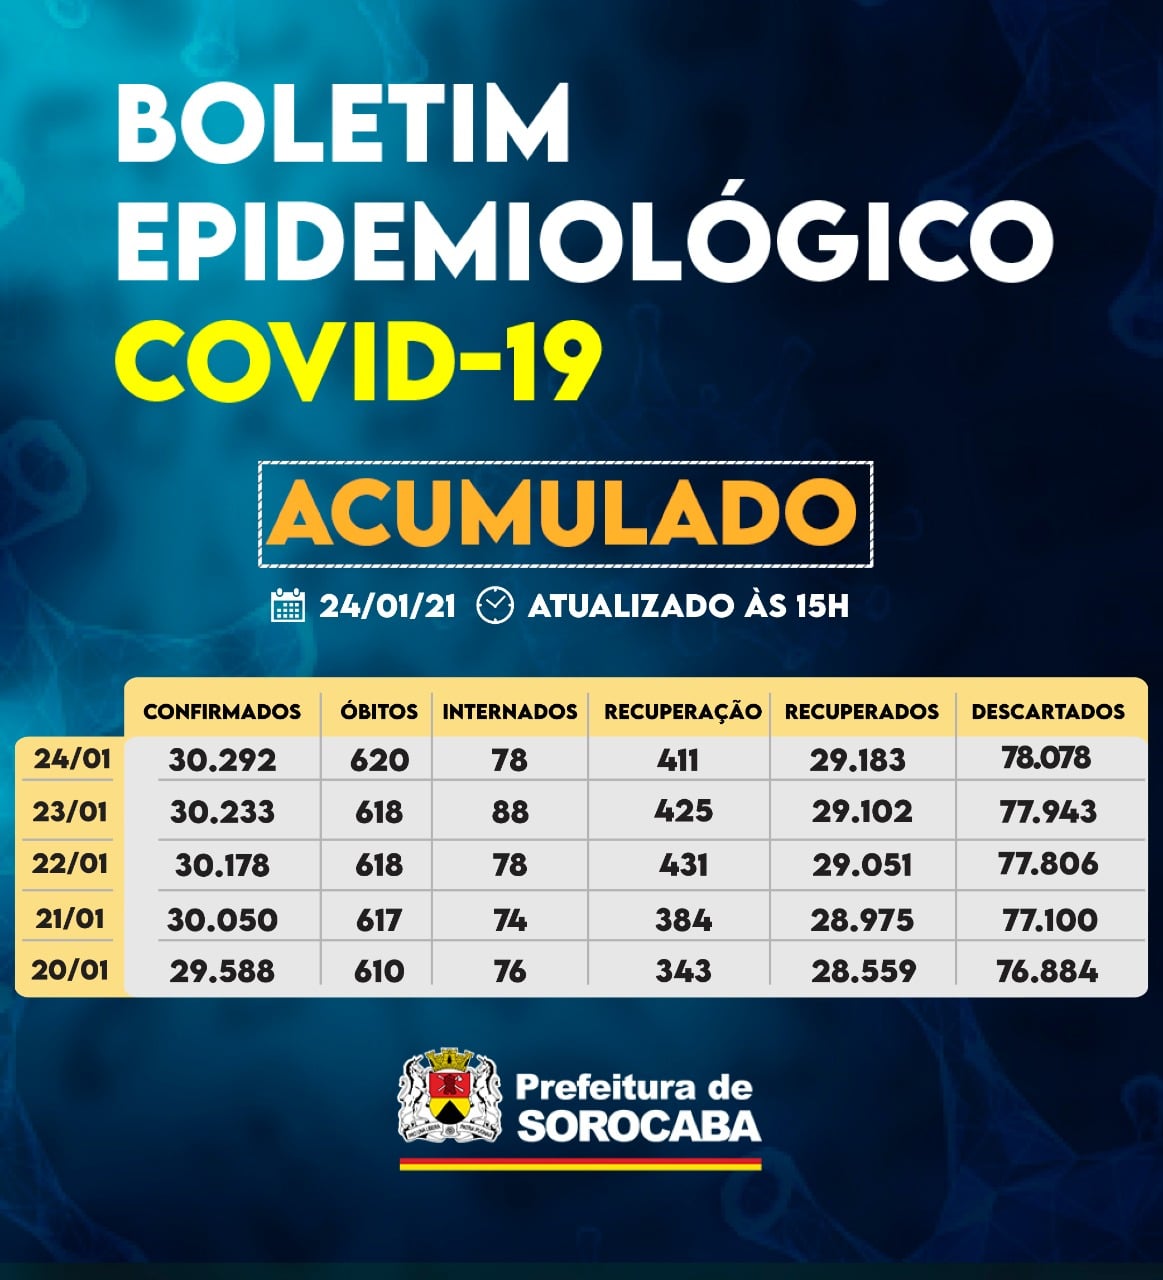 BOLETIM
EPIDEMIOLÓGICO
COVID-19
ACUMULADO
24/01/21 ATUALIZADO ÀS 15H
CONFIRMADOS ÓBITOS INTERNADOS RECUPERAÇÃO RECUPERADOS DESCARTADOS
24/01 30.292 620 78 411 29.183 78.078
23/01 30.233 618 88 425 29.102 77.943
22/01 30.178 618 78 431 29.051 77.806
21/01 30.050 617 74 384 28.975 77.100
20/01 29.588 610 76 343 28.559 76.884
Prefeitura de
SOROCABA